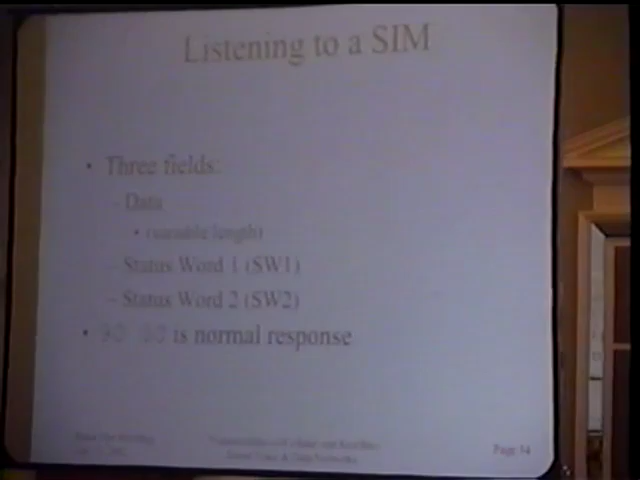 Listening to a SIM
• Three fields:
– Data
• (variable length)
– Status Word 1 (SW1)
– Status Word 2 (SW2)
• is normal response
Page 34